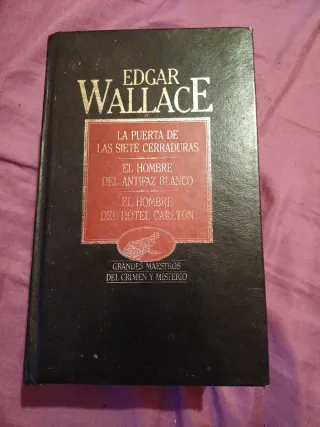 EDGAR
WALLACE
LA PUERTA DE
LAS SIETE CERRADURAS
EL HOMBRE
DEL ANTIFAZ BLANCO
EL HOMBRE
DEL HOTEL CARLTON
GRANDES MAESTROS
DEL CRIMEN Y MISTERIO